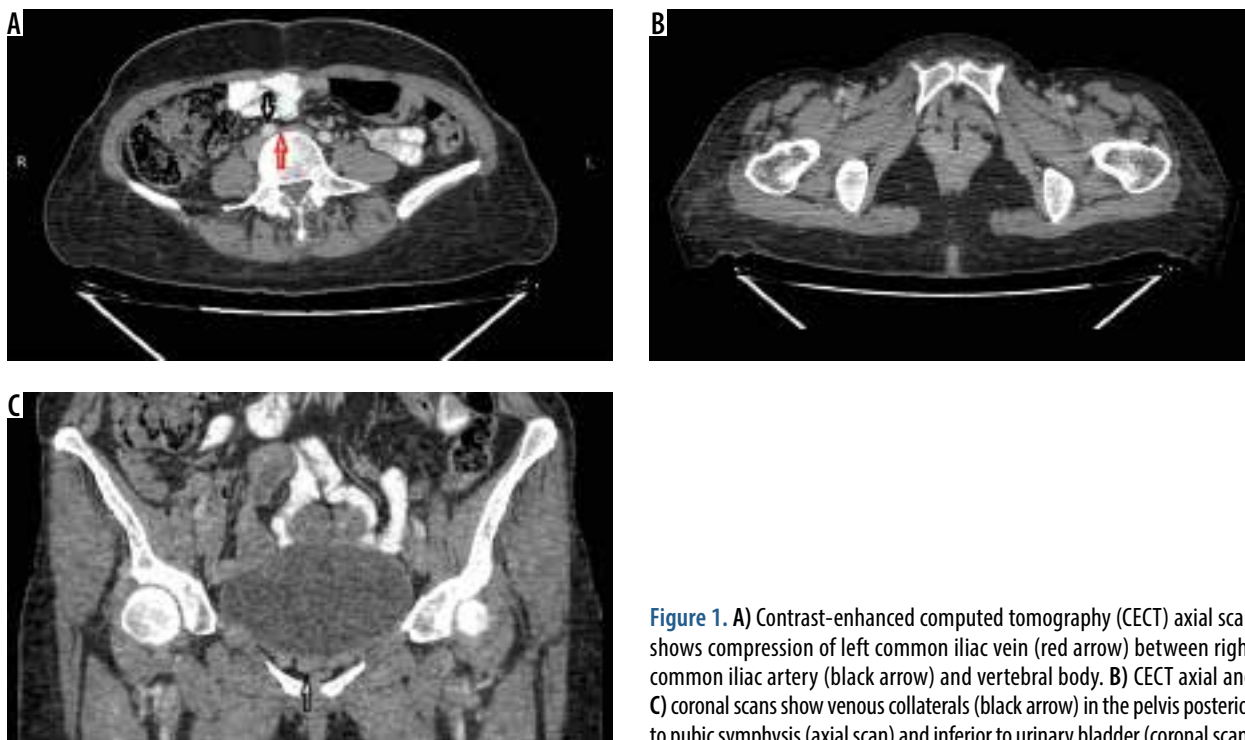 A
B
R
L
C
Figure 1. A) Contrast-enhanced computed tomography (CECT) axial sca
shows compression of left common iliac vein (red arrow) between righ
common iliac artery (black arrow) and vertebral body. B) CECT axial an
C) coronal scans show venous collaterals (black arrow) in the pelvis posterio
to pubic symphysis (axial scan) and inferior to urinary bladder (coronal scan